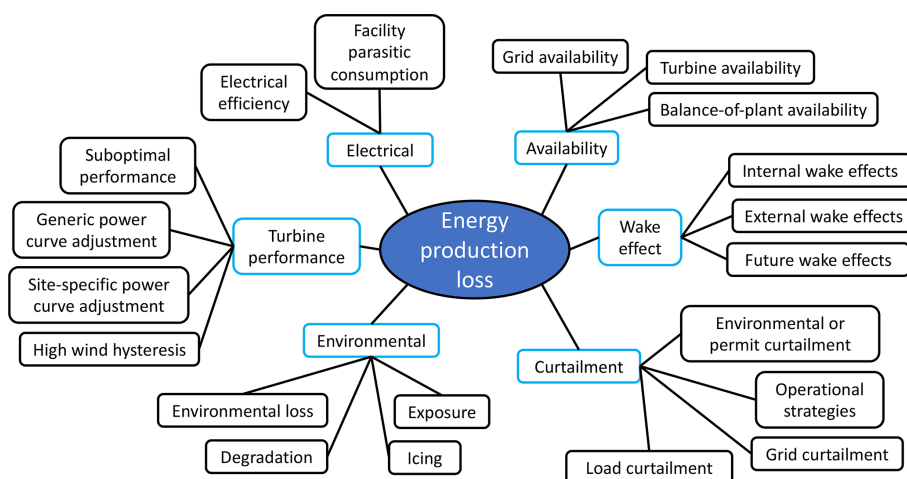 Facility
parasitic
consumption
Electrical
efficiency
Electrical
Grid availability
Turbine availability
Balance-of-plant availability
Availability
Suboptimal
performance
Generic power
curve adjustment
Site-specific power
curve adjustment
High wind hysteresis
Turbine
performance
Energy
production
loss
Wake
effect
Internal wake effects
External wake effects
Future wake effects
Environmental
Environmental loss
Degradation
Icing
Exposure
Curtailment
Environmental or
permit curtailment
Operational
strategies
Grid curtailment
Load curtailment